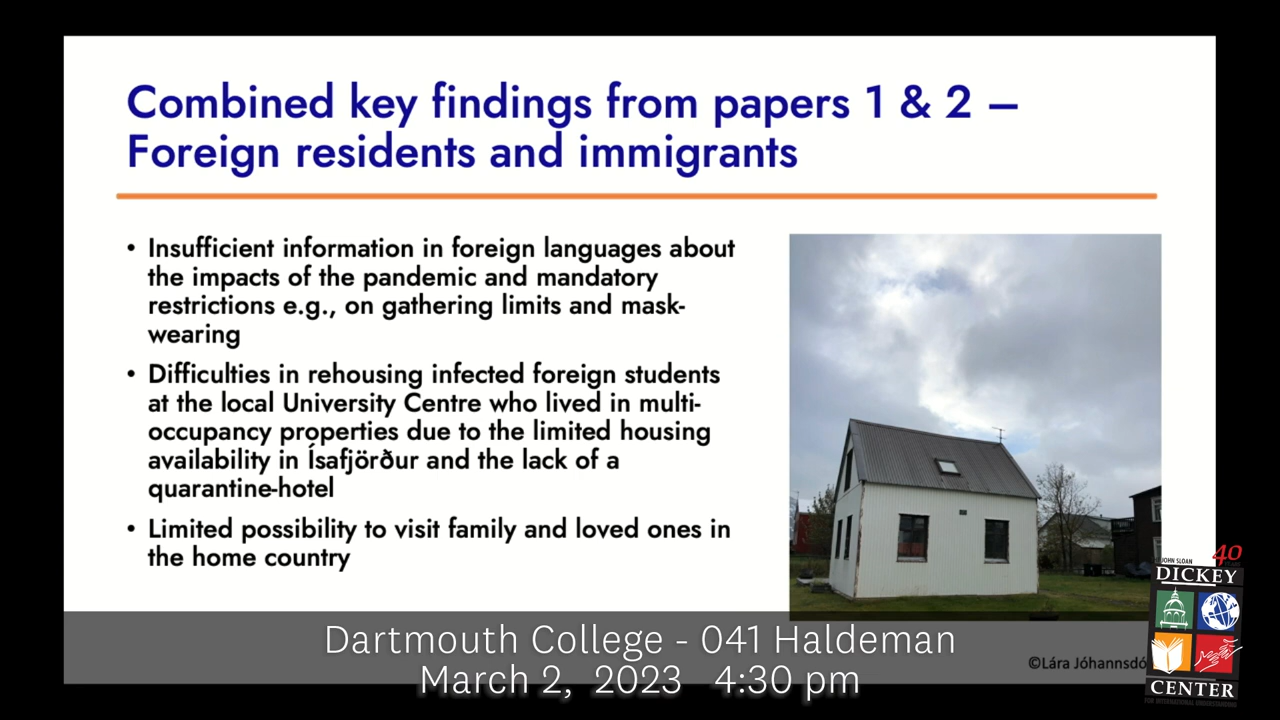 Combined key findings from papers 1 & 2 –
Foreign residents and immigrants
• Insufficient information in foreign languages about
the impacts of the pandemic and mandatory
restrictions e.g., on gathering limits and mask-
wearing
• Difficulties in rehousing infected foreign students
at the local University Centre who lived in multi-
occupancy properties due to the limited housing
availability in Ísafjörður and the lack of a
quarantine-hotel
• Limited possibility to visit family and loved ones in
the home country
©Lára Jóhannsdó
Dartmouth College - 041 Haldeman
March 2, 2023 4:30 pm
40
JOHN SLOAN
DICKEY
CENTER
FOR INTERNATIONAL UNDERSTANDING